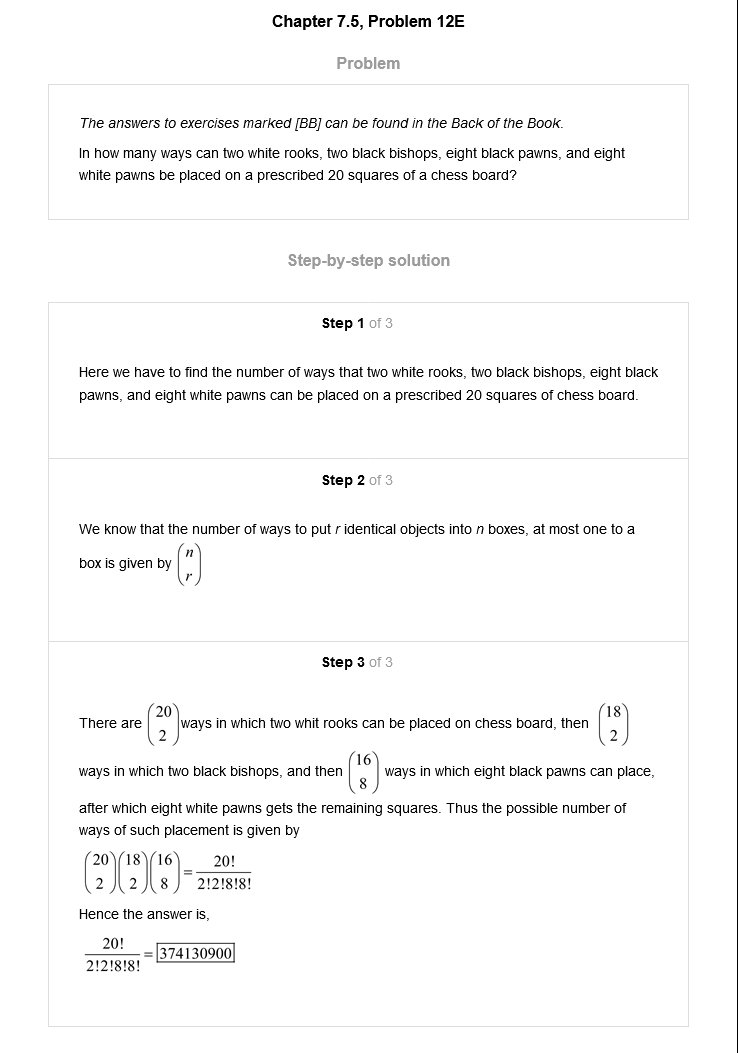 Chapter 7.5, Problem 12E
Problem
The answers to exercises marked [BB] can be found in the Back of the Book.
In how many ways can two white rooks, two black bishops, eight black pawns, and eight
white pawns be placed on a prescribed 20 squares of a chess board?
Step-by-step solution
Step 1 of 3
Here we have to find the number of ways that two white rooks, two black bishops, eight black
pawns, and eight white pawns can be placed on a prescribed 20 squares of chess board.
Step 2 of 3
We know that the number of ways to put r identical objects into n boxes, at most one to a
box is given by (n r)
Step 3 of 3
There are (20 2) ways in which two whit rooks can be placed on chess board, then (18 2)
ways in which two black bishops, and then (16 8) ways in which eight black pawns can place,
after which eight white pawns gets the remaining squares. Thus the possible number of
ways of such placement is given by
(20 2)(18 2)(16 8) = 20!/2!2!8!8!
Hence the answer is,
20!/2!2!8!8! = 374130900